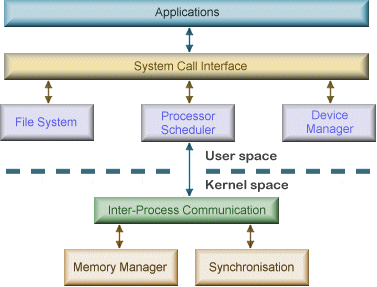 Applications
System Call Interface
File System
Processor
Scheduler
Device
Manager
User space
Kernel space
Inter-Process Communication
Memory Manager
Synchronisation